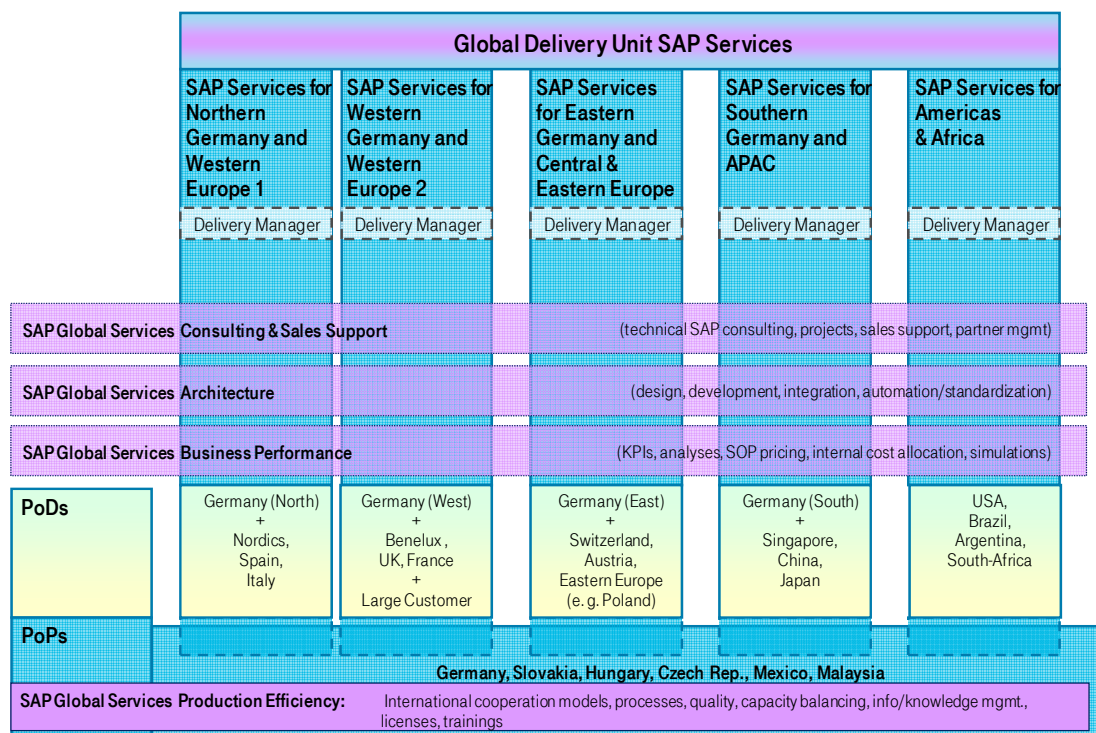 Global Delivery Unit SAP Services
SAP Services for
Northern
Germany and
Western
Europe 1
Delivery Manager
SAP Services for
Western
Germany and
Western
Europe 2
Delivery Manager
SAP Services
for Eastern
Germany and
Central &
Eastern Europe
Delivery Manager
SAP Services for
Southern
Germany and
APAC
Delivery Manager
SAP Services for
Americas
& Africa
Delivery Manager
SAP Global Services Consulting & Sales Support (technical SAP consulting, projects, sales support, partner mgmt)
SAP Global Services Architecture (design, development, integration, automation/standardization)
SAP Global Services Business Performance (KPIs, analyses, SOP pricing, internal cost allocation, simulations)
PoDs
Germany (North)
+
Nordics,
Spain,
Italy
Germany (West)
+
Benelux ,
UK, France
+
Large Customer
Germany (East)
+
Switzerland,
Austria,
Eastern Europe
(e. g. Poland)
Germany (South)
+
Singapore,
China,
Japan
USA,
Brazil,
Argentina,
South-Africa
PoPs
Germany, Slovakia, Hungary, Czech Rep., Mexico, Malaysia
SAP Global Services Production Efficiency: International cooperation models, processes, quality, capacity balancing, info/knowledge mgmt.,
licenses, trainings